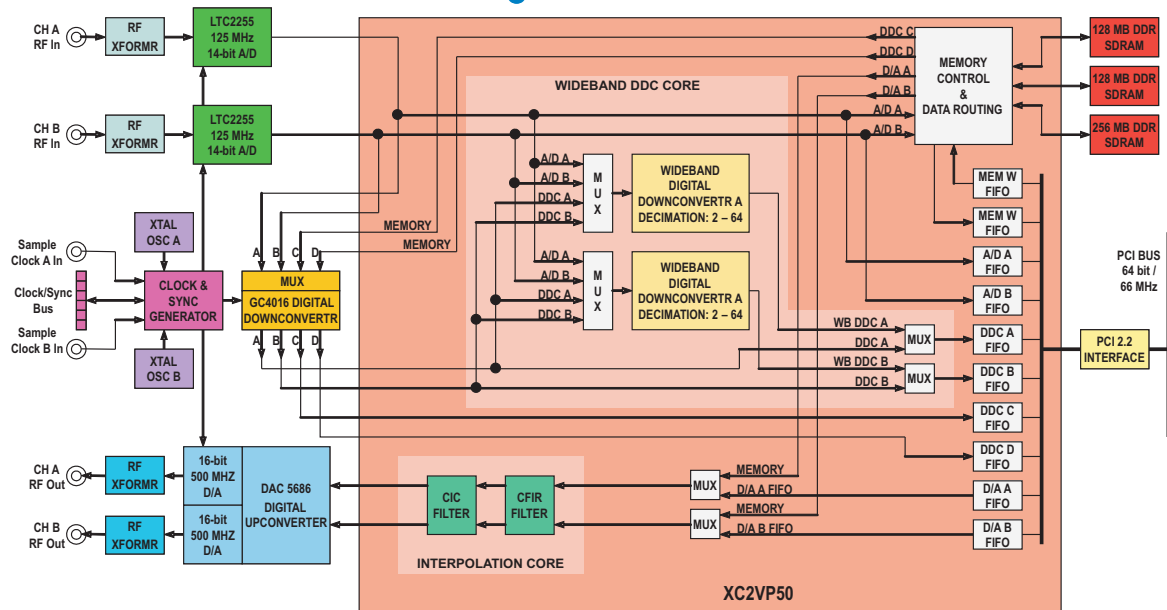 CH A
RF In
RF
XFORMR
LTC2255
125 MHz
14-bit A/D
CH B
RF In
RF
XFORMR
LTC2255
125 MHz
14-bit A/D
XTAL
OSC A
Sample
Clock A In
Clock/Sync
Bus
Sample
Clock B In
CLOCK &
SYNC
GENERATOR
XTAL
OSC B
MEMORY
MEMORY
A
B
C
D
MUX
GC4016 DIGITAL
DOWNCONVERTR
A
B
C
D
WIDEBAND DDC CORE
A/D A
A/D B
DDC A
DDC B
M
U
X
WIDEBAND
DIGITAL
DOWNCONVERTR A
DECIMATION: 2 – 64
A/D A
A/D B
DDC A
DDC B
M
U
X
WIDEBAND
DIGITAL
DOWNCONVERTR A
DECIMATION: 2 – 64
DDC C
DDC D
D/A A
D/A B
A/D A
A/D B
MEMORY
CONTROL
&
DATA ROUTING
128 MB DDR
SDRAM
128 MB DDR
SDRAM
256 MB DDR
SDRAM
MEM W
FIFO
MEM W
FIFO
A/D A
FIFO
A/D B
FIFO
WB DDC A
DDC A
MUX
DDC A
FIFO
WB DDC B
DDC B
MUX
DDC B
FIFO
DDC C
FIFO
DDC D
FIFO
D/A A
FIFO
D/A B
FIFO
PCI BUS
64 bit /
66 MHz
PCI 2.2
INTERFACE
CH A
RF Out
RF
XFORMR
16-bit
500 MHZ
D/A
CH B
RF Out
RF
XFORMR
16-bit
500 MHZ
D/A
DAC 5686
DIGITAL
UPCONVERTER
CIC
FILTER
CFIR
FILTER
INTERPOLATION CORE
MUX
MEMORY
D/A A FIFO
MUX
MEMORY
D/A B FIFO
XC2VP50